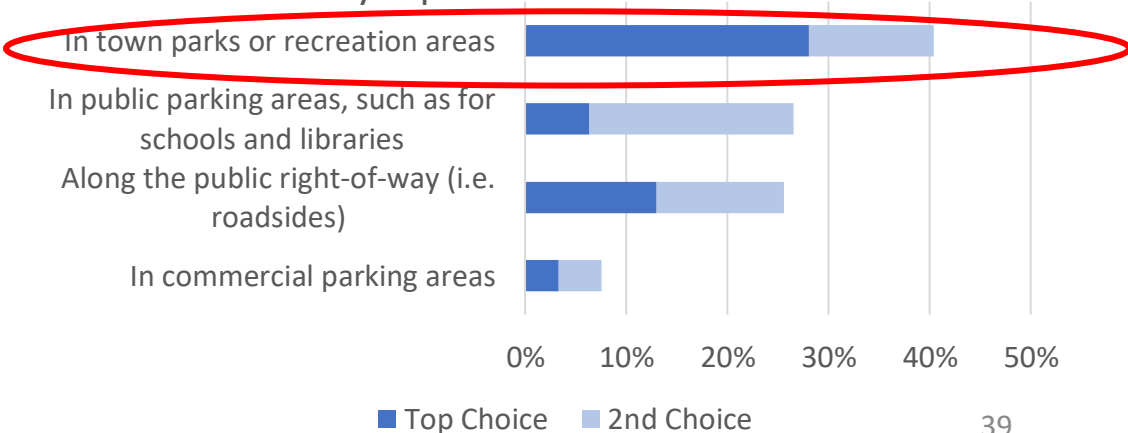 In town parks or recreation areas
In public parking areas, such as for
schools and libraries
Along the public right-of-way (i.e.
roadsides)
In commercial parking areas
0% 10% 20% 30% 40% 50%
Top Choice 2nd Choice
39